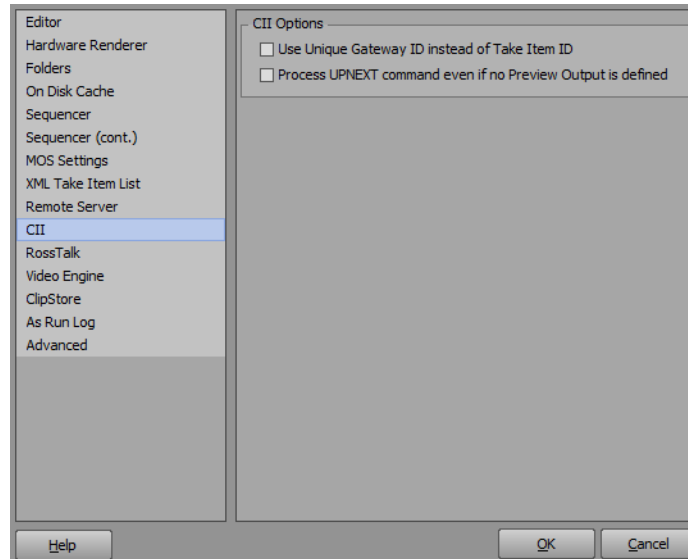 Editor
Hardware Renderer
Folders
On Disk Cache
Sequencer
Sequencer (cont.)
MOS Settings
XML Take Item List
Remote Server
CII
RossTalk
Video Engine
ClipStore
As Run Log
Advanced
CII Options
Use Unique Gateway ID instead of Take Item ID
Process UPNEXT command even if no Preview Output is defined
Help
OK
Cancel